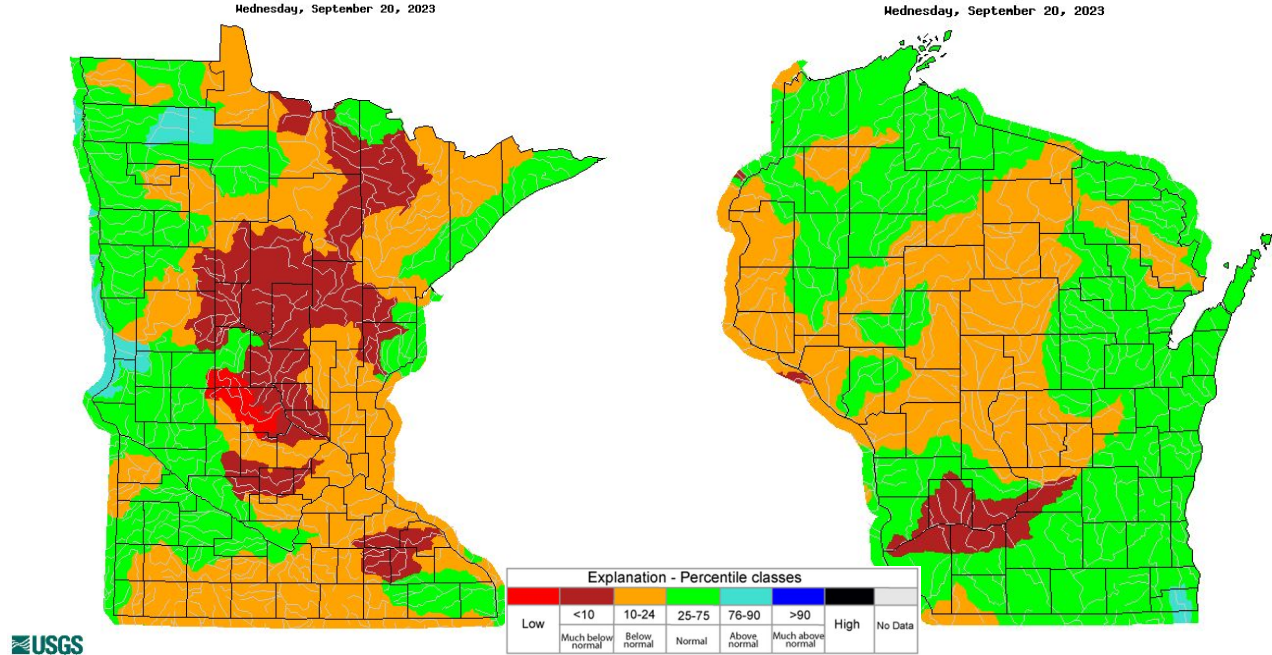 Wednesday, September 20, 2023
Wednesday, September 20, 2023
Explanation - Percentile classes
Low
<10
10-24
25-75
76-90
>90
High
No Data
Much below
normal
Below
normal
Normal
Above
normal
Much above
normal
USGS